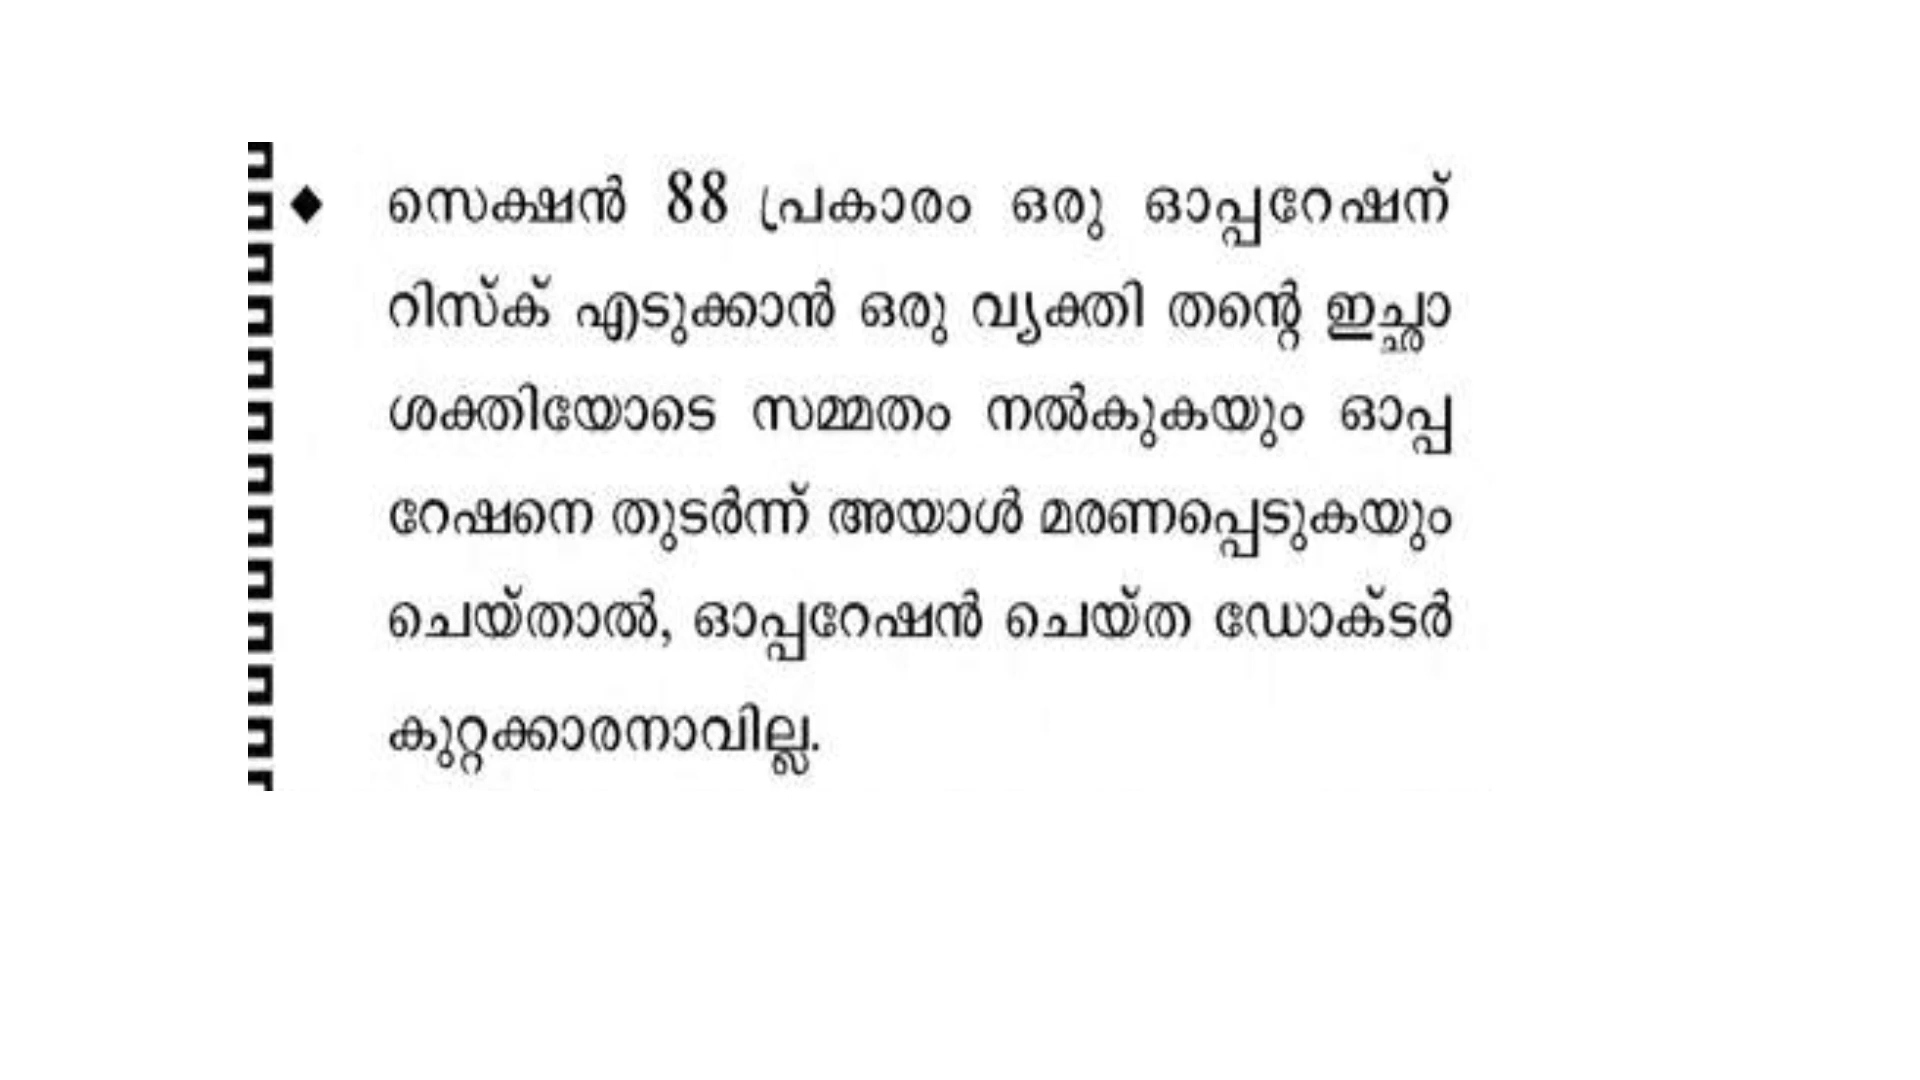 ◆ സെക്ഷൻ 88 പ്രകാരം ഒരു ഓപ്പറേഷന്
റിസ്ക് എടുക്കാൻ ഒരു വ്യക്തി തന്റെ ഇച്ഛാ
ശക്തിയോടെ സമ്മതം നൽകുകയും ഓപ്പ
റേഷനെ തുടർന്ന് അയാൾ മരണപ്പെടുകയും
ചെയ്താൽ, ഓപ്പറേഷൻ ചെയ്ത ഡോക്ടർ
കുറ്റക്കാരനാവില്ല.